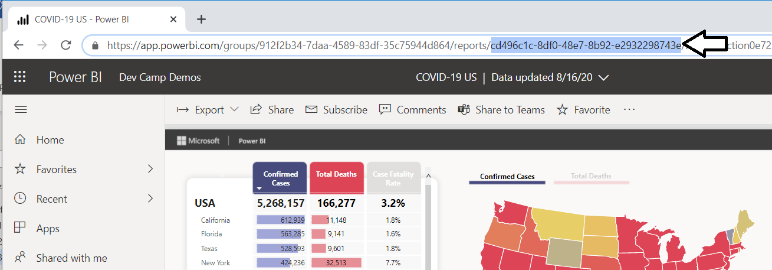 COVID-19 US - Power BI
https://app.powerbi.com/groups/912f2b34-7daa-4589-83df-35c75944d864/reports/cd496c1c-8df0-48e7-8b92-e2932298743e ction0e72
Power BI Dev Camp Demos COVID-19 US | Data updated 8/16/20
Export Share Subscribe Comments Share to Teams Favorite ...
Home
Favorites
Recent
Apps
Shared with me
Microsoft Power BI
Confirmed Cases Total Deaths Case Fatality Rate
USA 5,268,157 166,277 3.2%
California 612,939 11,148 1.8%
Florida 563,285 9,141 1.6%
Texas 528,593 9,601 1.8%
New York 424,236 32,513 7.7%
Confirmed Cases Total Deaths